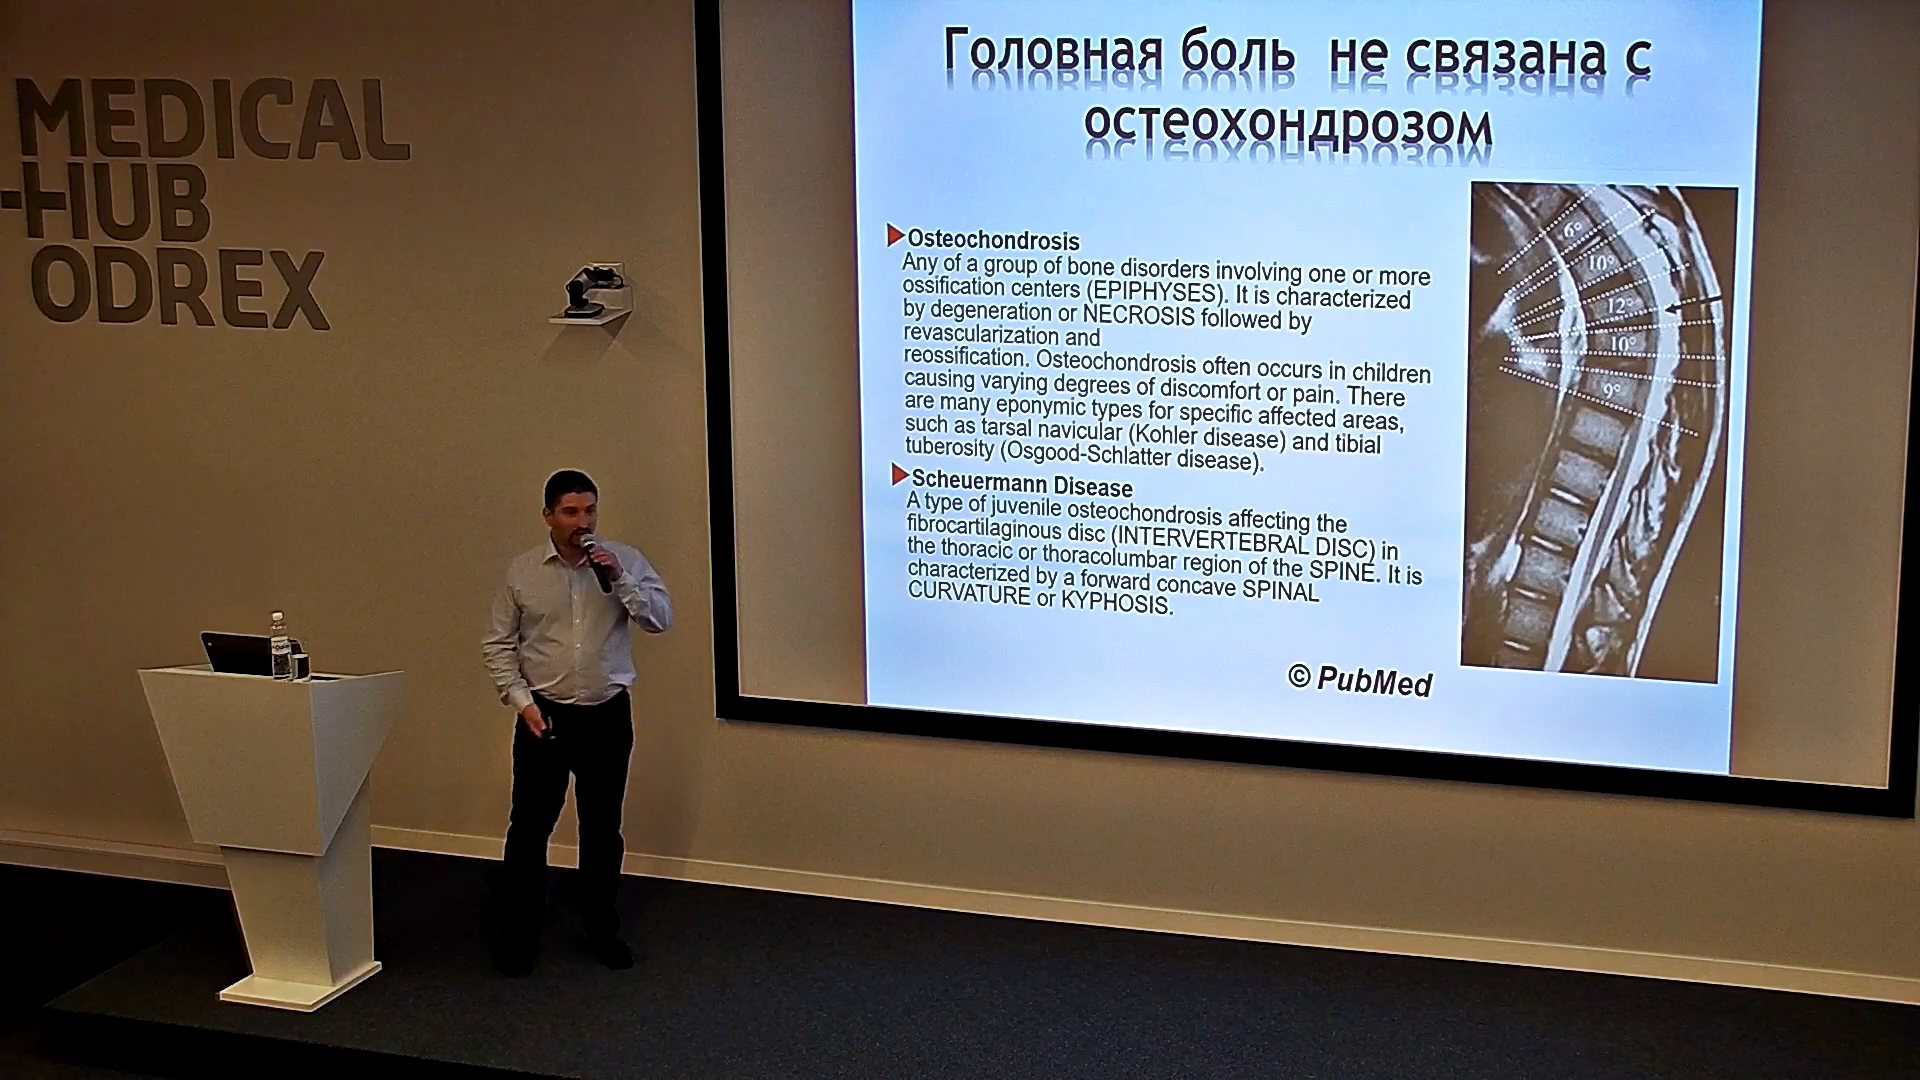 MEDICAL
HUB
ODREX
Головная боль не связана с
остеохондрозом
Osteochondrosis
Any of a group of bone disorders involving one or more
ossification centers (EPIPHYSES). It is characterized
by degeneration or NECROSIS followed by
revascularization and
reossification. Osteochondrosis often occurs in children
causing varying degrees of discomfort or pain. There
are many eponymic types for specific affected areas,
such as tarsal navicular (Kohler disease) and tibial
tuberosity (Osgood-Schlatter disease).
Scheuermann Disease
A type of juvenile osteochondrosis affecting the
fibrocartilaginous disc (INTERVERTEBRAL DISC) in
the thoracic or thoracolumbar region of the SPINE. It is
characterized by a forward concave SPINAL
CURVATURE or KYPHOSIS.
© PubMed
6°
10°
12°
10°
9°